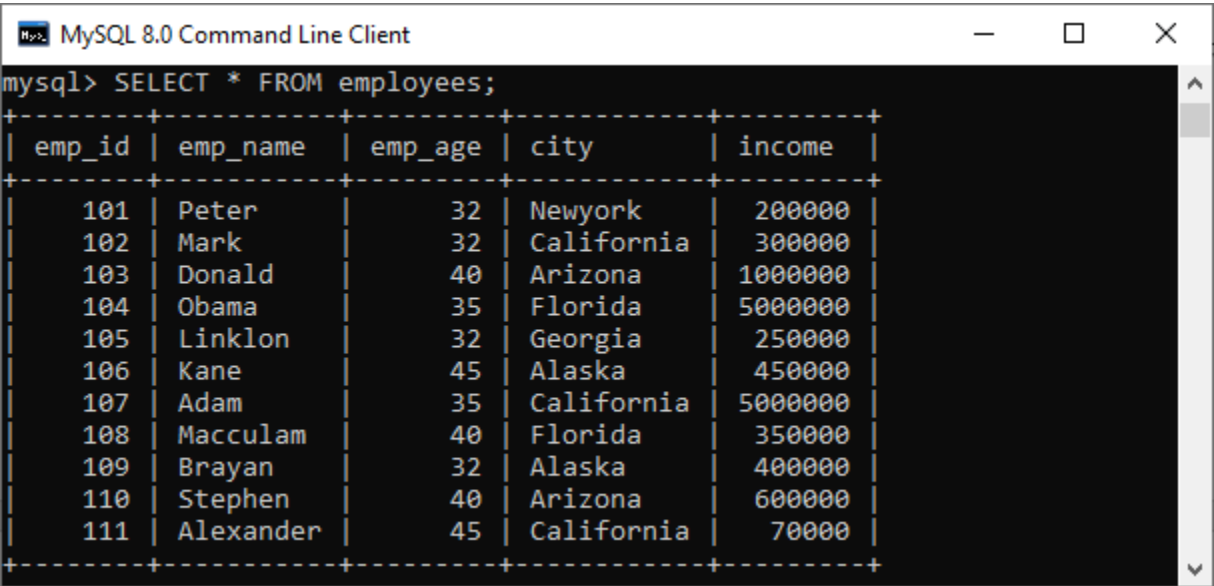 MySQL 8.0 Command Line Client
mysql> SELECT * FROM employees;
+--------+-----------+---------+------------+---------+
| emp_id | emp_name  | emp_age | city       | income  |
+--------+-----------+---------+------------+---------+
|    101 | Peter     |      32 | Newyork    |  200000 |
|    102 | Mark      |      32 | California |  300000 |
|    103 | Donald    |      40 | Arizona    | 1000000 |
|    104 | Obama     |      35 | Florida    | 5000000 |
|    105 | Linklon   |      32 | Georgia    |  250000 |
|    106 | Kane      |      45 | Alaska     |  450000 |
|    107 | Adam      |      35 | California | 5000000 |
|    108 | Macculam  |      40 | Florida    |  350000 |
|    109 | Brayan    |      32 | Alaska     |  400000 |
|    110 | Stephen   |      40 | Arizona    |  600000 |
|    111 | Alexander |      45 | California |   70000 |
+--------+-----------+---------+------------+---------+